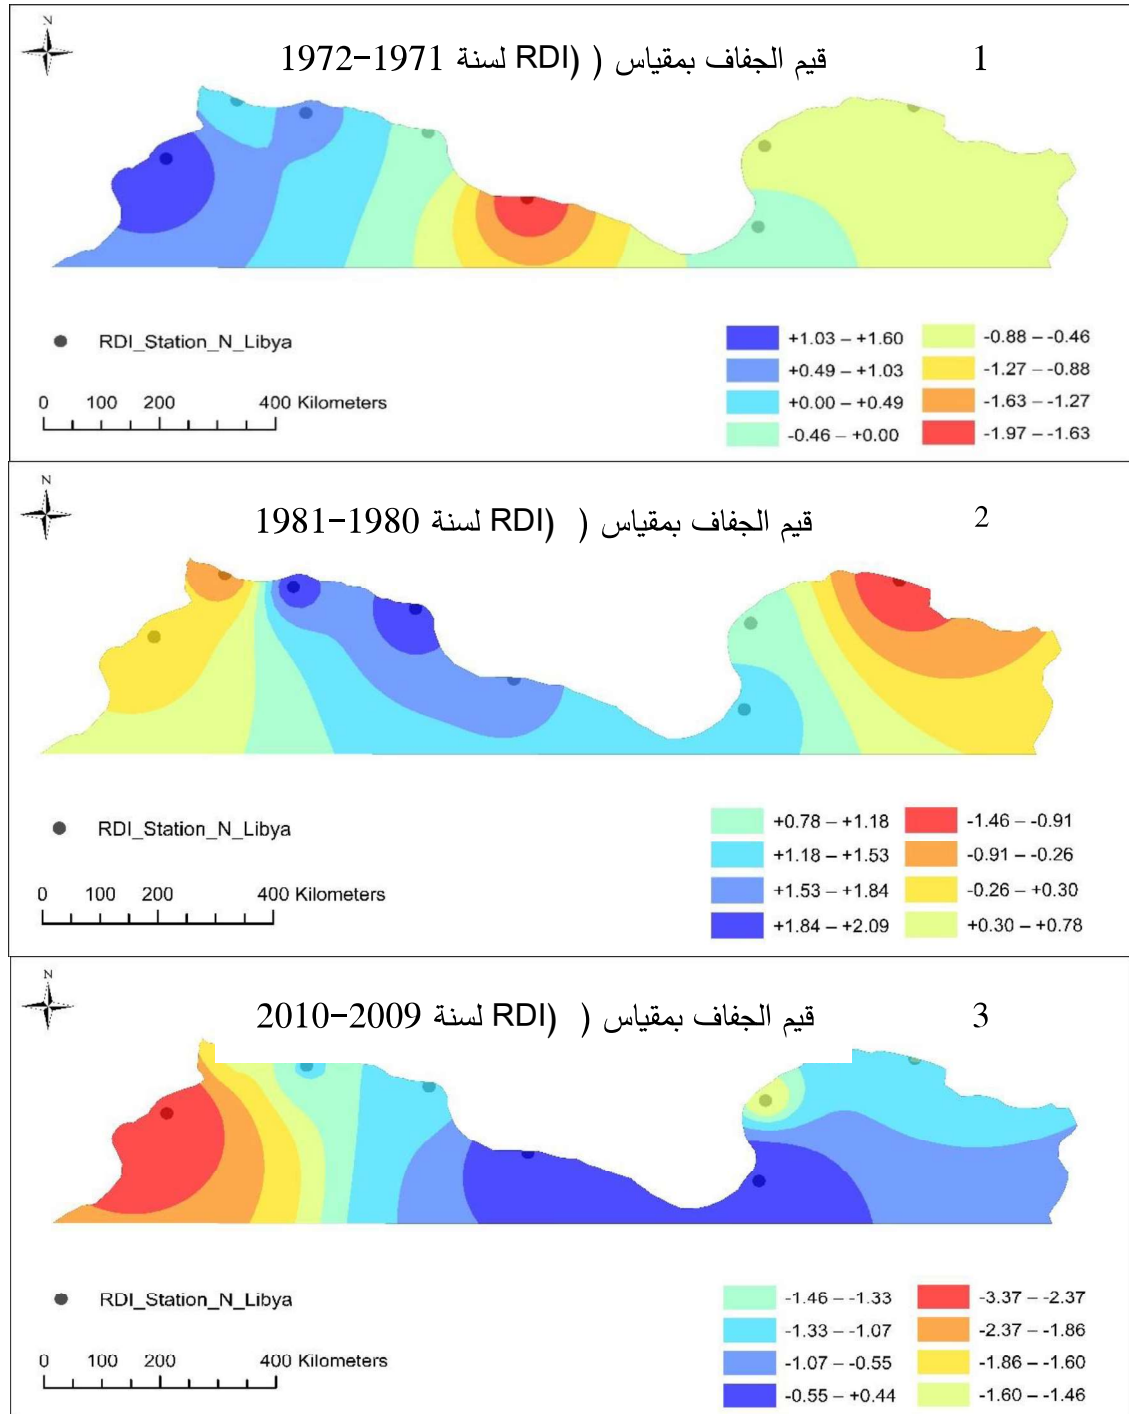 N
قيم الجفاف بمقياس ( (RDI لسنة 1971-1972
1
RDI_Station_N_Libya
0 100 200 400 Kilometers
+1.03 – +1.60
+0.49 – +1.03
+0.00 – +0.49
-0.46 – +0.00
-0.88 – -0.46
-1.27 – -0.88
-1.63 – -1.27
-1.97 – -1.63
N
قيم الجفاف بمقياس ( (RDI لسنة 1980-1981
2
RDI_Station_N_Libya
0 100 200 400 Kilometers
+0.78 – +1.18
+1.18 – +1.53
+1.53 – +1.84
+1.84 – +2.09
-1.46 – -0.91
-0.91 – -0.26
-0.26 – +0.30
+0.30 – +0.78
N
قيم الجفاف بمقياس ( (RDI لسنة 2009-2010
3
RDI_Station_N_Libya
0 100 200 400 Kilometers
-1.46 – -1.33
-1.33 – -1.07
-1.07 – -0.55
-0.55 – +0.44
-3.37 – -2.37
-2.37 – -1.86
-1.86 – -1.60
-1.60 – -1.46